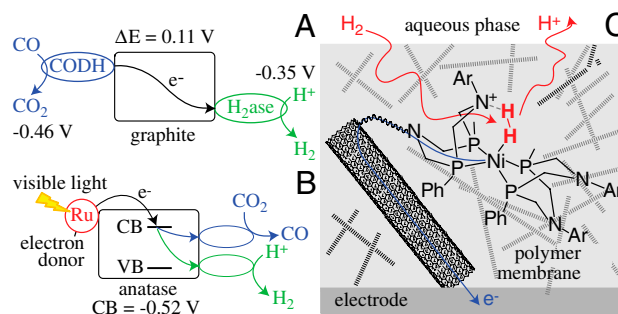 A
ΔE = 0.11 V
CO
CODH
e-
-0.35 V
CO2
H2ase
H+
-0.46 V
graphite
H2
B
visible light
e-
Ru
CB
CO2
CO
electron
donor
VB
H+
anatase
H2
CB = -0.52 V
C
H2
aqueous phase
H+
Ar
N+
H
H
N
P
Ni
P
P
P
Ph
N
Ar
Ph
N
Ar
polymer
membrane
electrode
e-